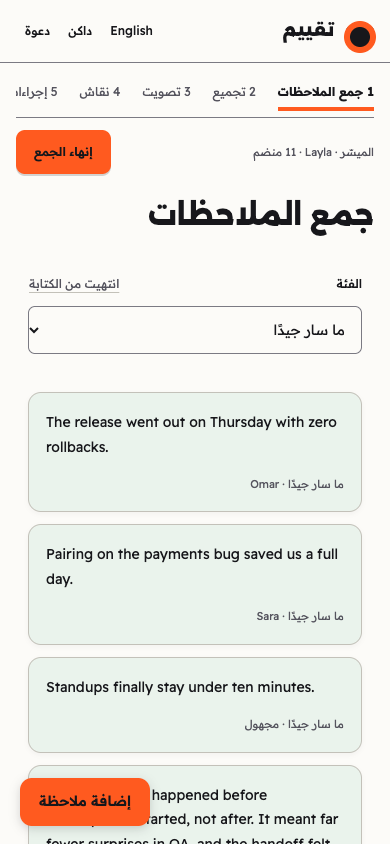 تقييم
English
داكن
دعوة
1 جمع الملاحظات
2 تجميع
3 تصويت
4 نقاش
5
الميسّر · Layla · 11 منضم
إنهاء الجمع
جمع الملاحظات
الفئة
انتهيت من الكتابة
ما سار جيدًا
The release went out on Thursday with zero
rollbacks.
ما سار جيدًا · Omar
Pairing on the payments bug saved us a full
day.
ما سار جيدًا · Sara
Standups finally stay under ten minutes.
ما سار جيدًا · مجهول
happened before
not after. It meant far
fewer surprises in QA, and the handoff felt
إضافة ملاحظة